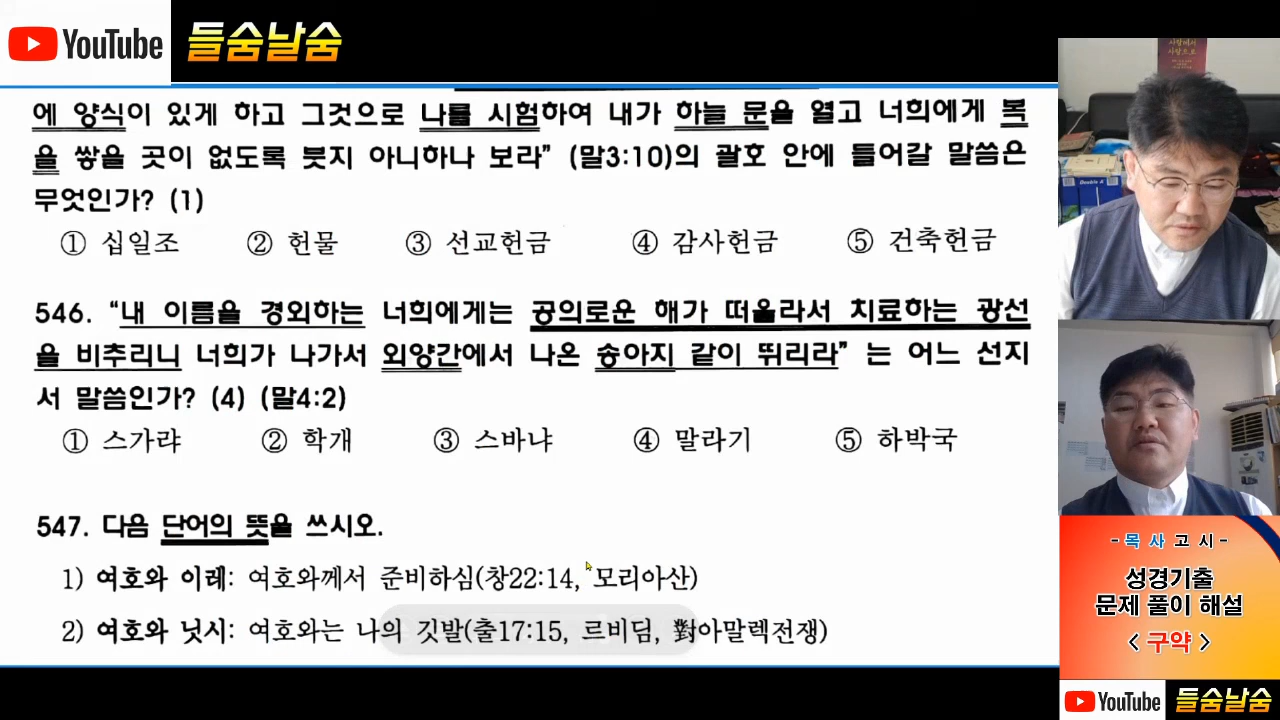 YouTube 들숨날숨
에 양식이 있게 하고 그것으로 나를 시험하여 내가 하늘 문을 열고 너희에게 복
을 쌓을 곳이 없도록 붓지 아니하나 보라” (말3:10)의 괄호 안에 들어갈 말씀은
무엇인가? (1)
① 십일조 ② 헌물 ③ 선교헌금 ④ 감사헌금 ⑤ 건축헌금
546. “내 이름을 경외하는 너희에게는 공의로운 해가 떠올라서 치료하는 광선
을 비추리니 너희가 나가서 외양간에서 나온 송아지 같이 뛰리라” 는 어느 선지
서 말씀인가? (4) (말4:2)
① 스가랴 ② 학개 ③ 스바냐 ④ 말라기 ⑤ 하박국
547. 다음 단어의 뜻을 쓰시오.
1) 여호와 이레: 여호와께서 준비하심(창22:14, 모리아산)
2) 여호와 닛시: 여호와는 나의 깃발(출17:15, 르비딤, 對아말렉전쟁)
- 목 사 고 시 -
성경기출
문제 풀이 해설
< 구약 >
YouTube 들숨날숨